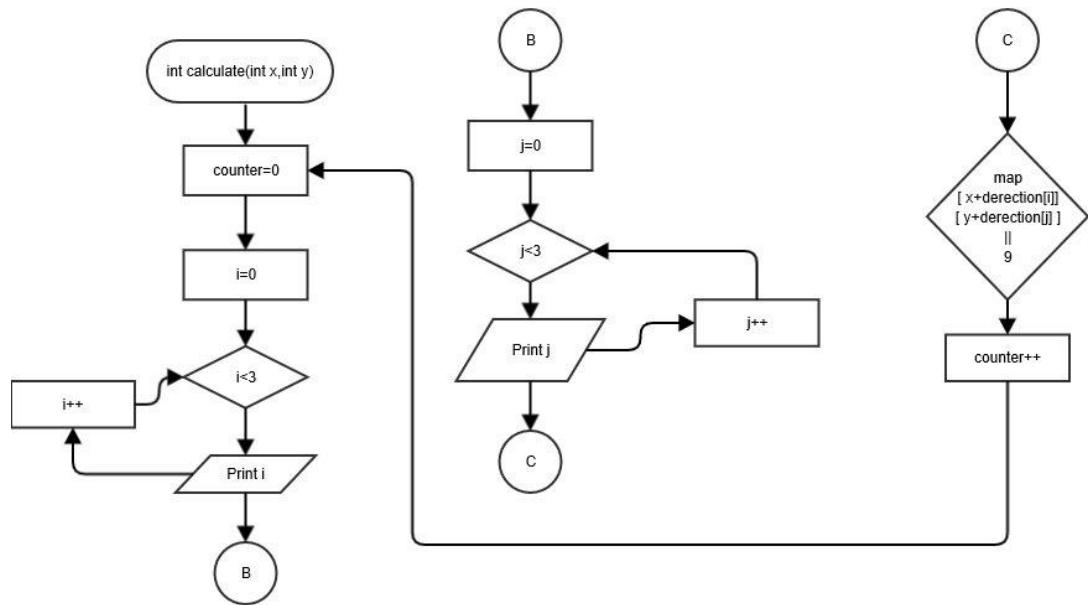 int calculate(int x,int y)
counter=0
i=0
i<3
i++
Print i
B
B
j=0
j<3
j++
Print j
C
C
map
[ x+derection[i]]
[ y+derection[j] ]
||
9
counter++